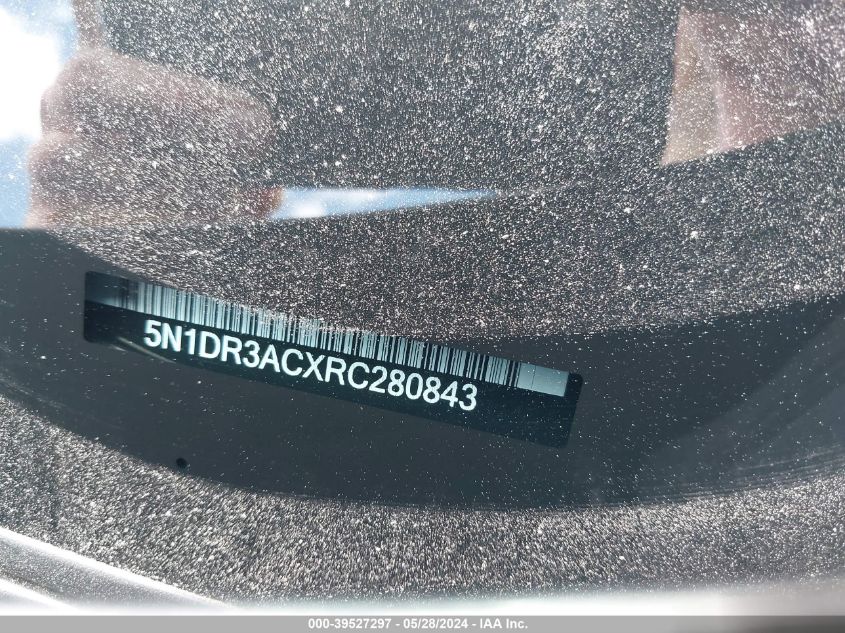 5N1DR3ACXRC280843
000-39527297 - 05/28/2024 - IAA Inc.